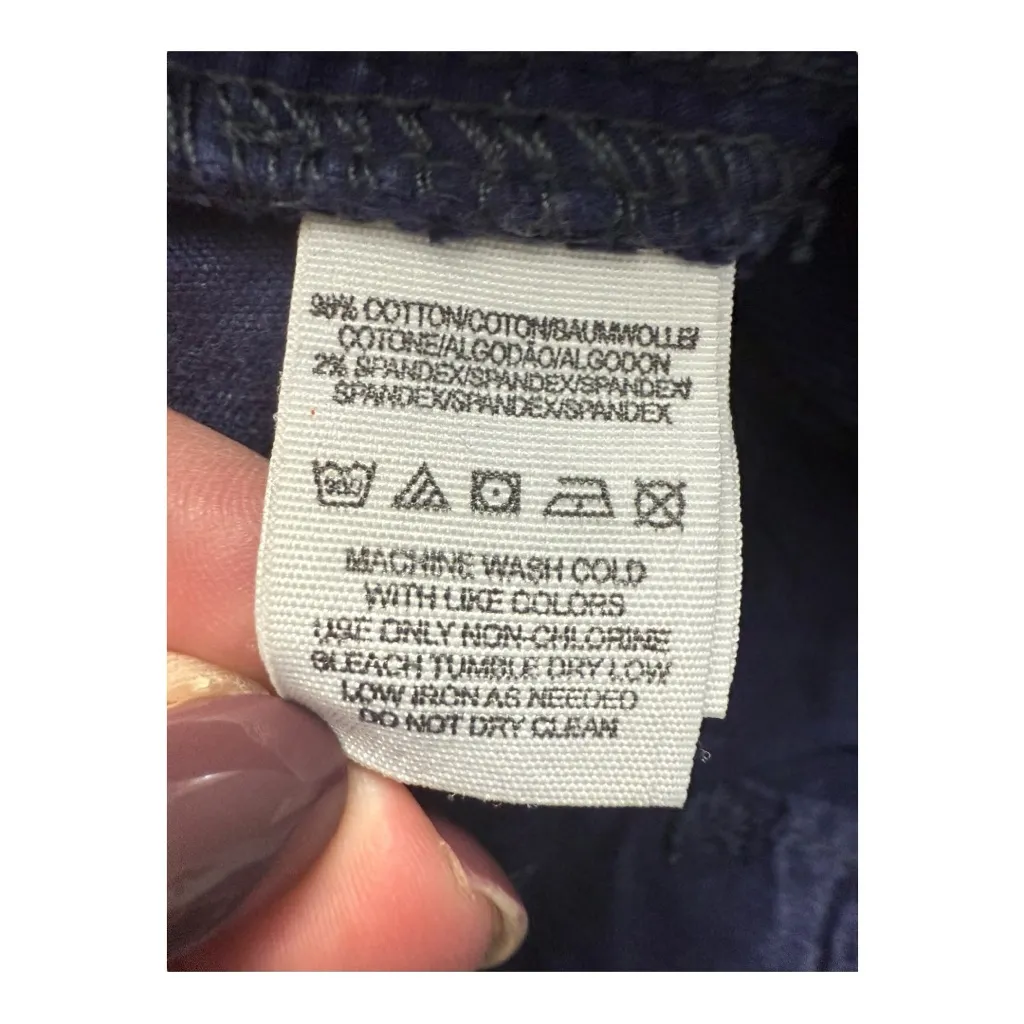 98% COTTON/COTON/BAUMWOLLE/
COTONE/ALGODÃO/ALGODON
2% SPANDEX/SPANDEX/SPANDEX/
SPANDEX/SPANDEX/SPANDEX
30C
MACHINE WASH COLD
WITH LIKE COLORS
USE ONLY NON-CHLORINE
BLEACH TUMBLE DRY LOW
LOW IRON AS NEEDED
DO NOT DRY CLEAN